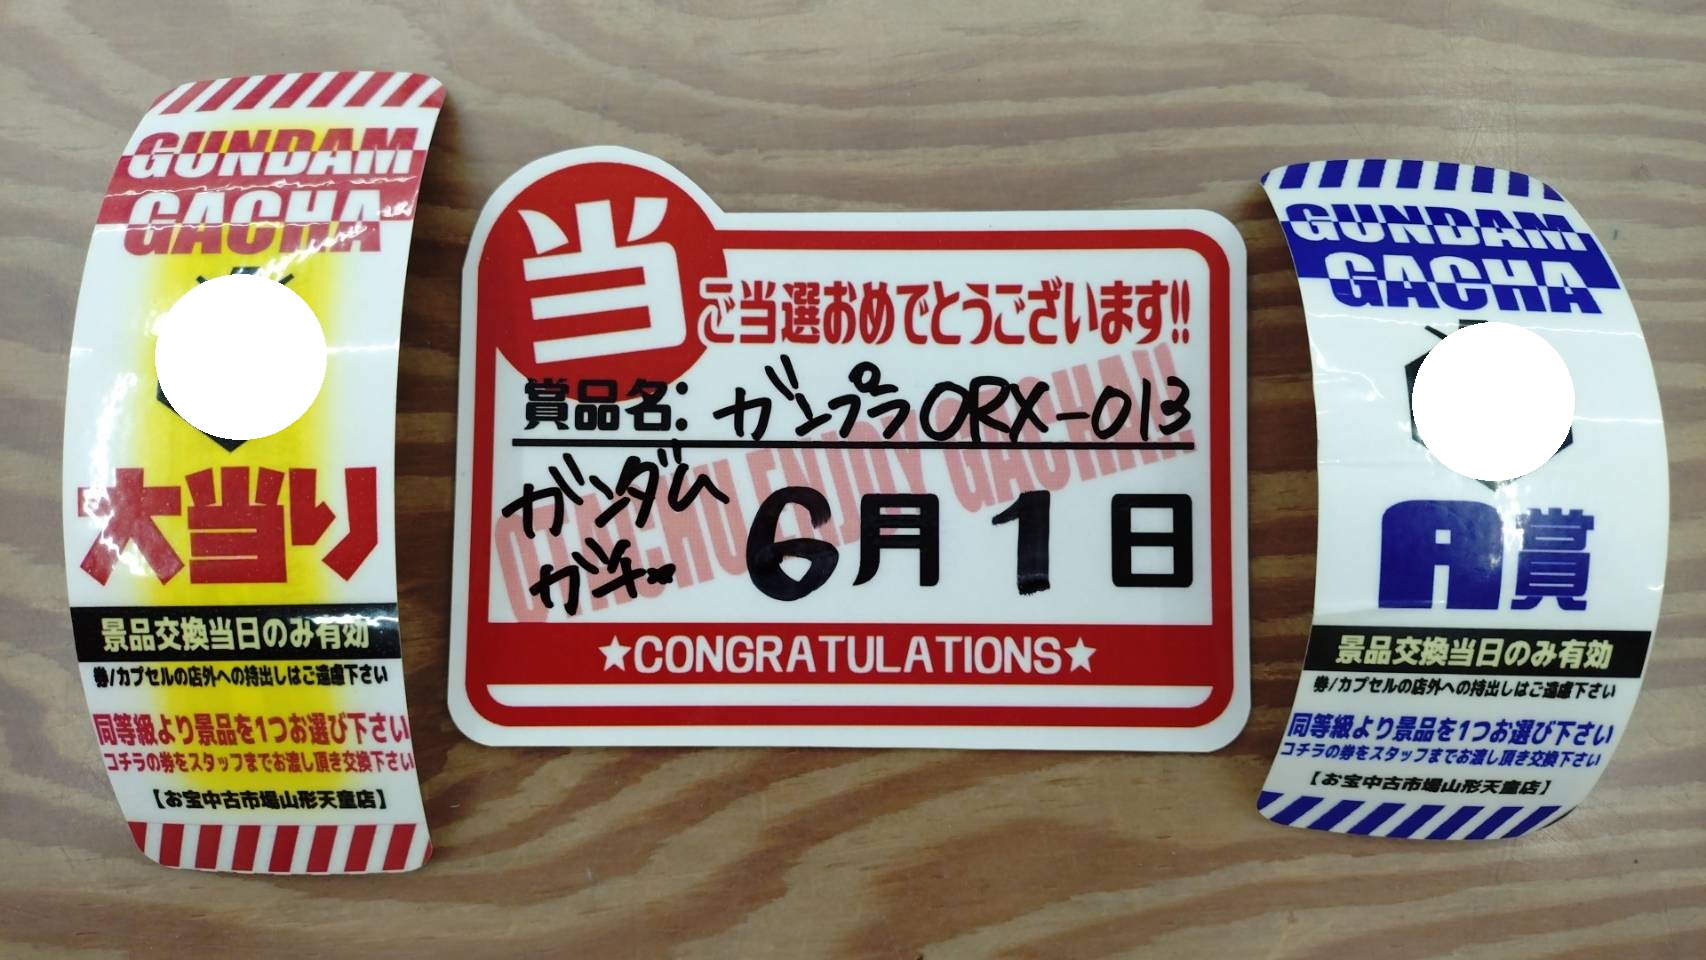 GUNDAM
GACHA
大当り
景品交換当日のみ有効
券/カプセルの店外への持出しはご遠慮下さい
同等級より景品を1つお選び下さい
コチラの券をスタッフまでお渡し頂き交換下さい
【お宝中古市場山形天童店】
当
ご当選おめでとうございます!!
賞品名: ガンプラORX-013
ガンダム
ガチャ
6月1日
OTACHU ENJOY GACHA!!
★CONGRATULATIONS★
GUNDAM
GACHA
A賞
景品交換当日のみ有効
券/カプセルの店外への持出しはご遠慮下さい
同等級より景品を1つお選び下さい
コチラの券をスタッフまでお渡し頂き交換下さい
【お宝中古市場山形天童店】